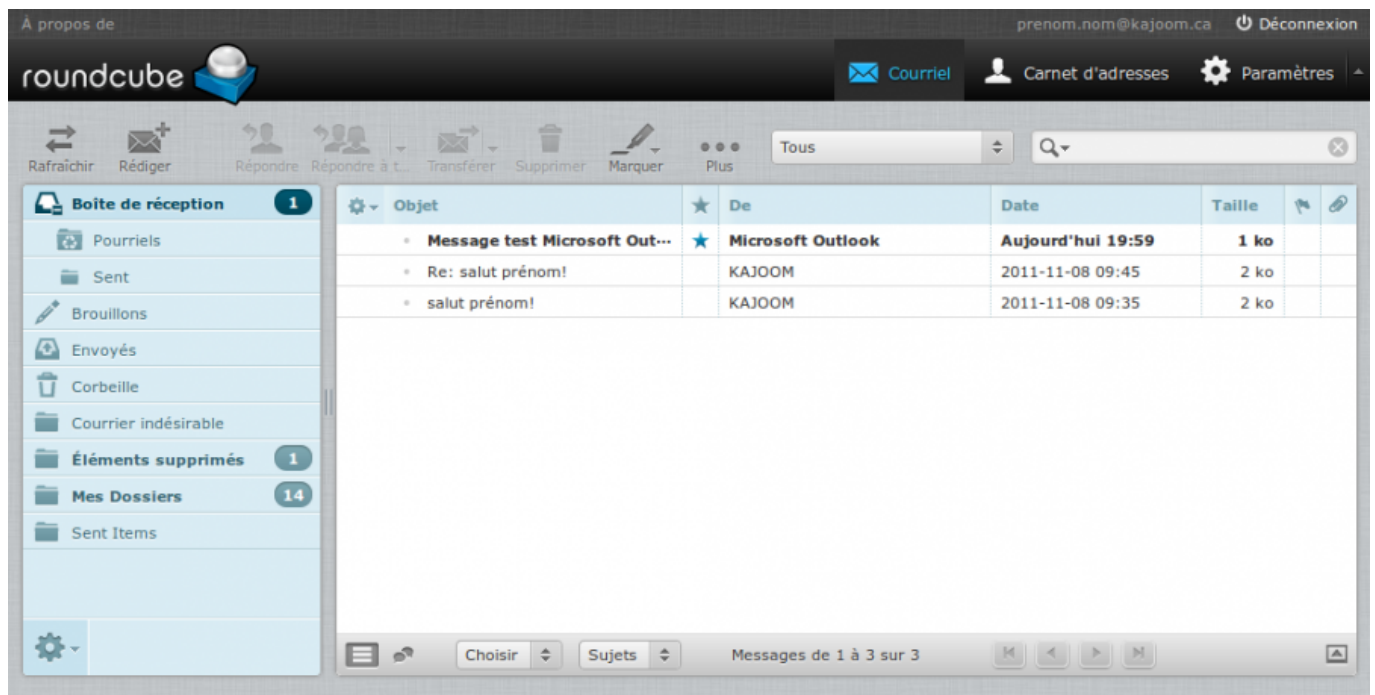 À propos de prenom.nom@kajoom.ca Déconnexion
roundcube Courriel Carnet d'adresses Paramètres
Rafraîchir Rédiger Répondre Répondre à t... Transférer Supprimer Marquer Plus Tous
Boîte de réception 1
Pourriels
Sent
Brouillons
Envoyés
Corbeille
Courrier indésirable
Éléments supprimés 1
Mes Dossiers 14
Sent Items
Objet De Date Taille
Message test Microsoft Out... Microsoft Outlook Aujourd'hui 19:59 1 ko
Re: salut prénom! KAJOOM 2011-11-08 09:45 2 ko
salut prénom! KAJOOM 2011-11-08 09:35 2 ko
Choisir Sujets Messages de 1 à 3 sur 3